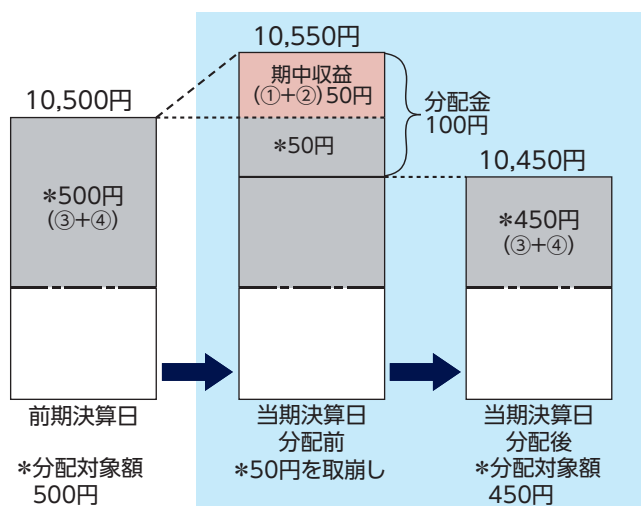 10,550円
期中収益
(①+②)50円
分配金
100円
10,500円
*50円
10,450円
*500円
(③+④)
*450円
(③+④)
前期決算日
当期決算日
分配前
当期決算日
分配後
*分配対象額
500円
*50円を取崩し
*分配対象額
450円